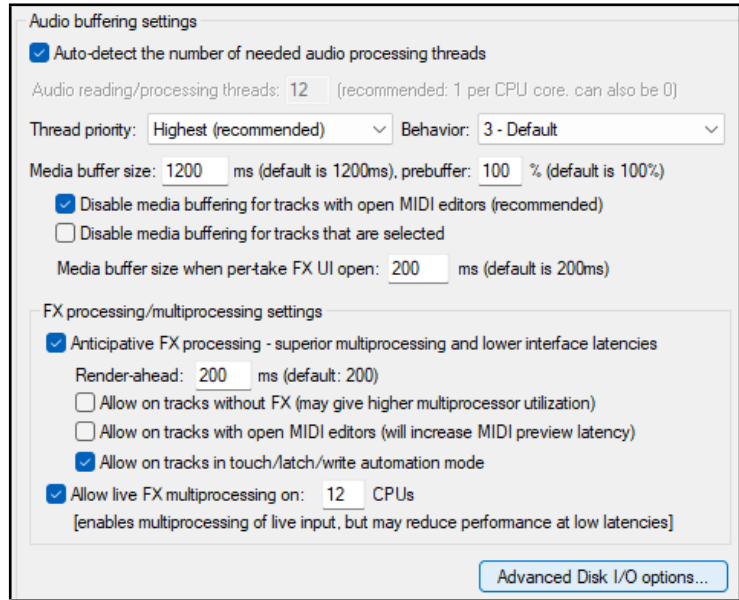 Audio buffering settings
Auto-detect the number of needed audio processing threads
Audio reading/processing threads: 12 (recommended: 1 per CPU core. can also be 0)
Thread priority: Highest (recommended) Behavior: 3 - Default
Media buffer size: 1200 ms (default is 1200ms), prebuffer: 100 % (default is 100%)
Disable media buffering for tracks with open MIDI editors (recommended)
Disable media buffering for tracks that are selected
Media buffer size when per-take FX UI open: 200 ms (default is 200ms)
FX processing/multiprocessing settings
Anticipative FX processing - superior multiprocessing and lower interface latencies
Render-ahead: 200 ms (default: 200)
Allow on tracks without FX (may give higher multiprocessor utilization)
Allow on tracks with open MIDI editors (will increase MIDI preview latency)
Allow on tracks in touch/latch/write automation mode
Allow live FX multiprocessing on: 12 CPUs
[enables multiprocessing of live input, but may reduce performance at low latencies]
Advanced Disk I/O options...